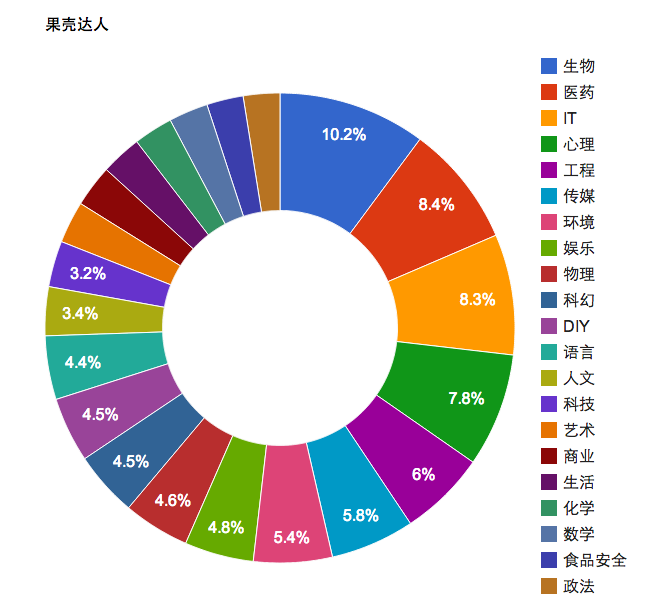 果壳达人
10.2%
8.4%
8.3%
7.8%
6%
5.8%
5.4%
4.8%
4.6%
4.5%
4.5%
4.4%
3.4%
3.2%
生物
医药
IT
心理
工程
传媒
环境
娱乐
物理
科幻
DIY
语言
人文
科技
艺术
商业
生活
化学
数学
食品安全
政法